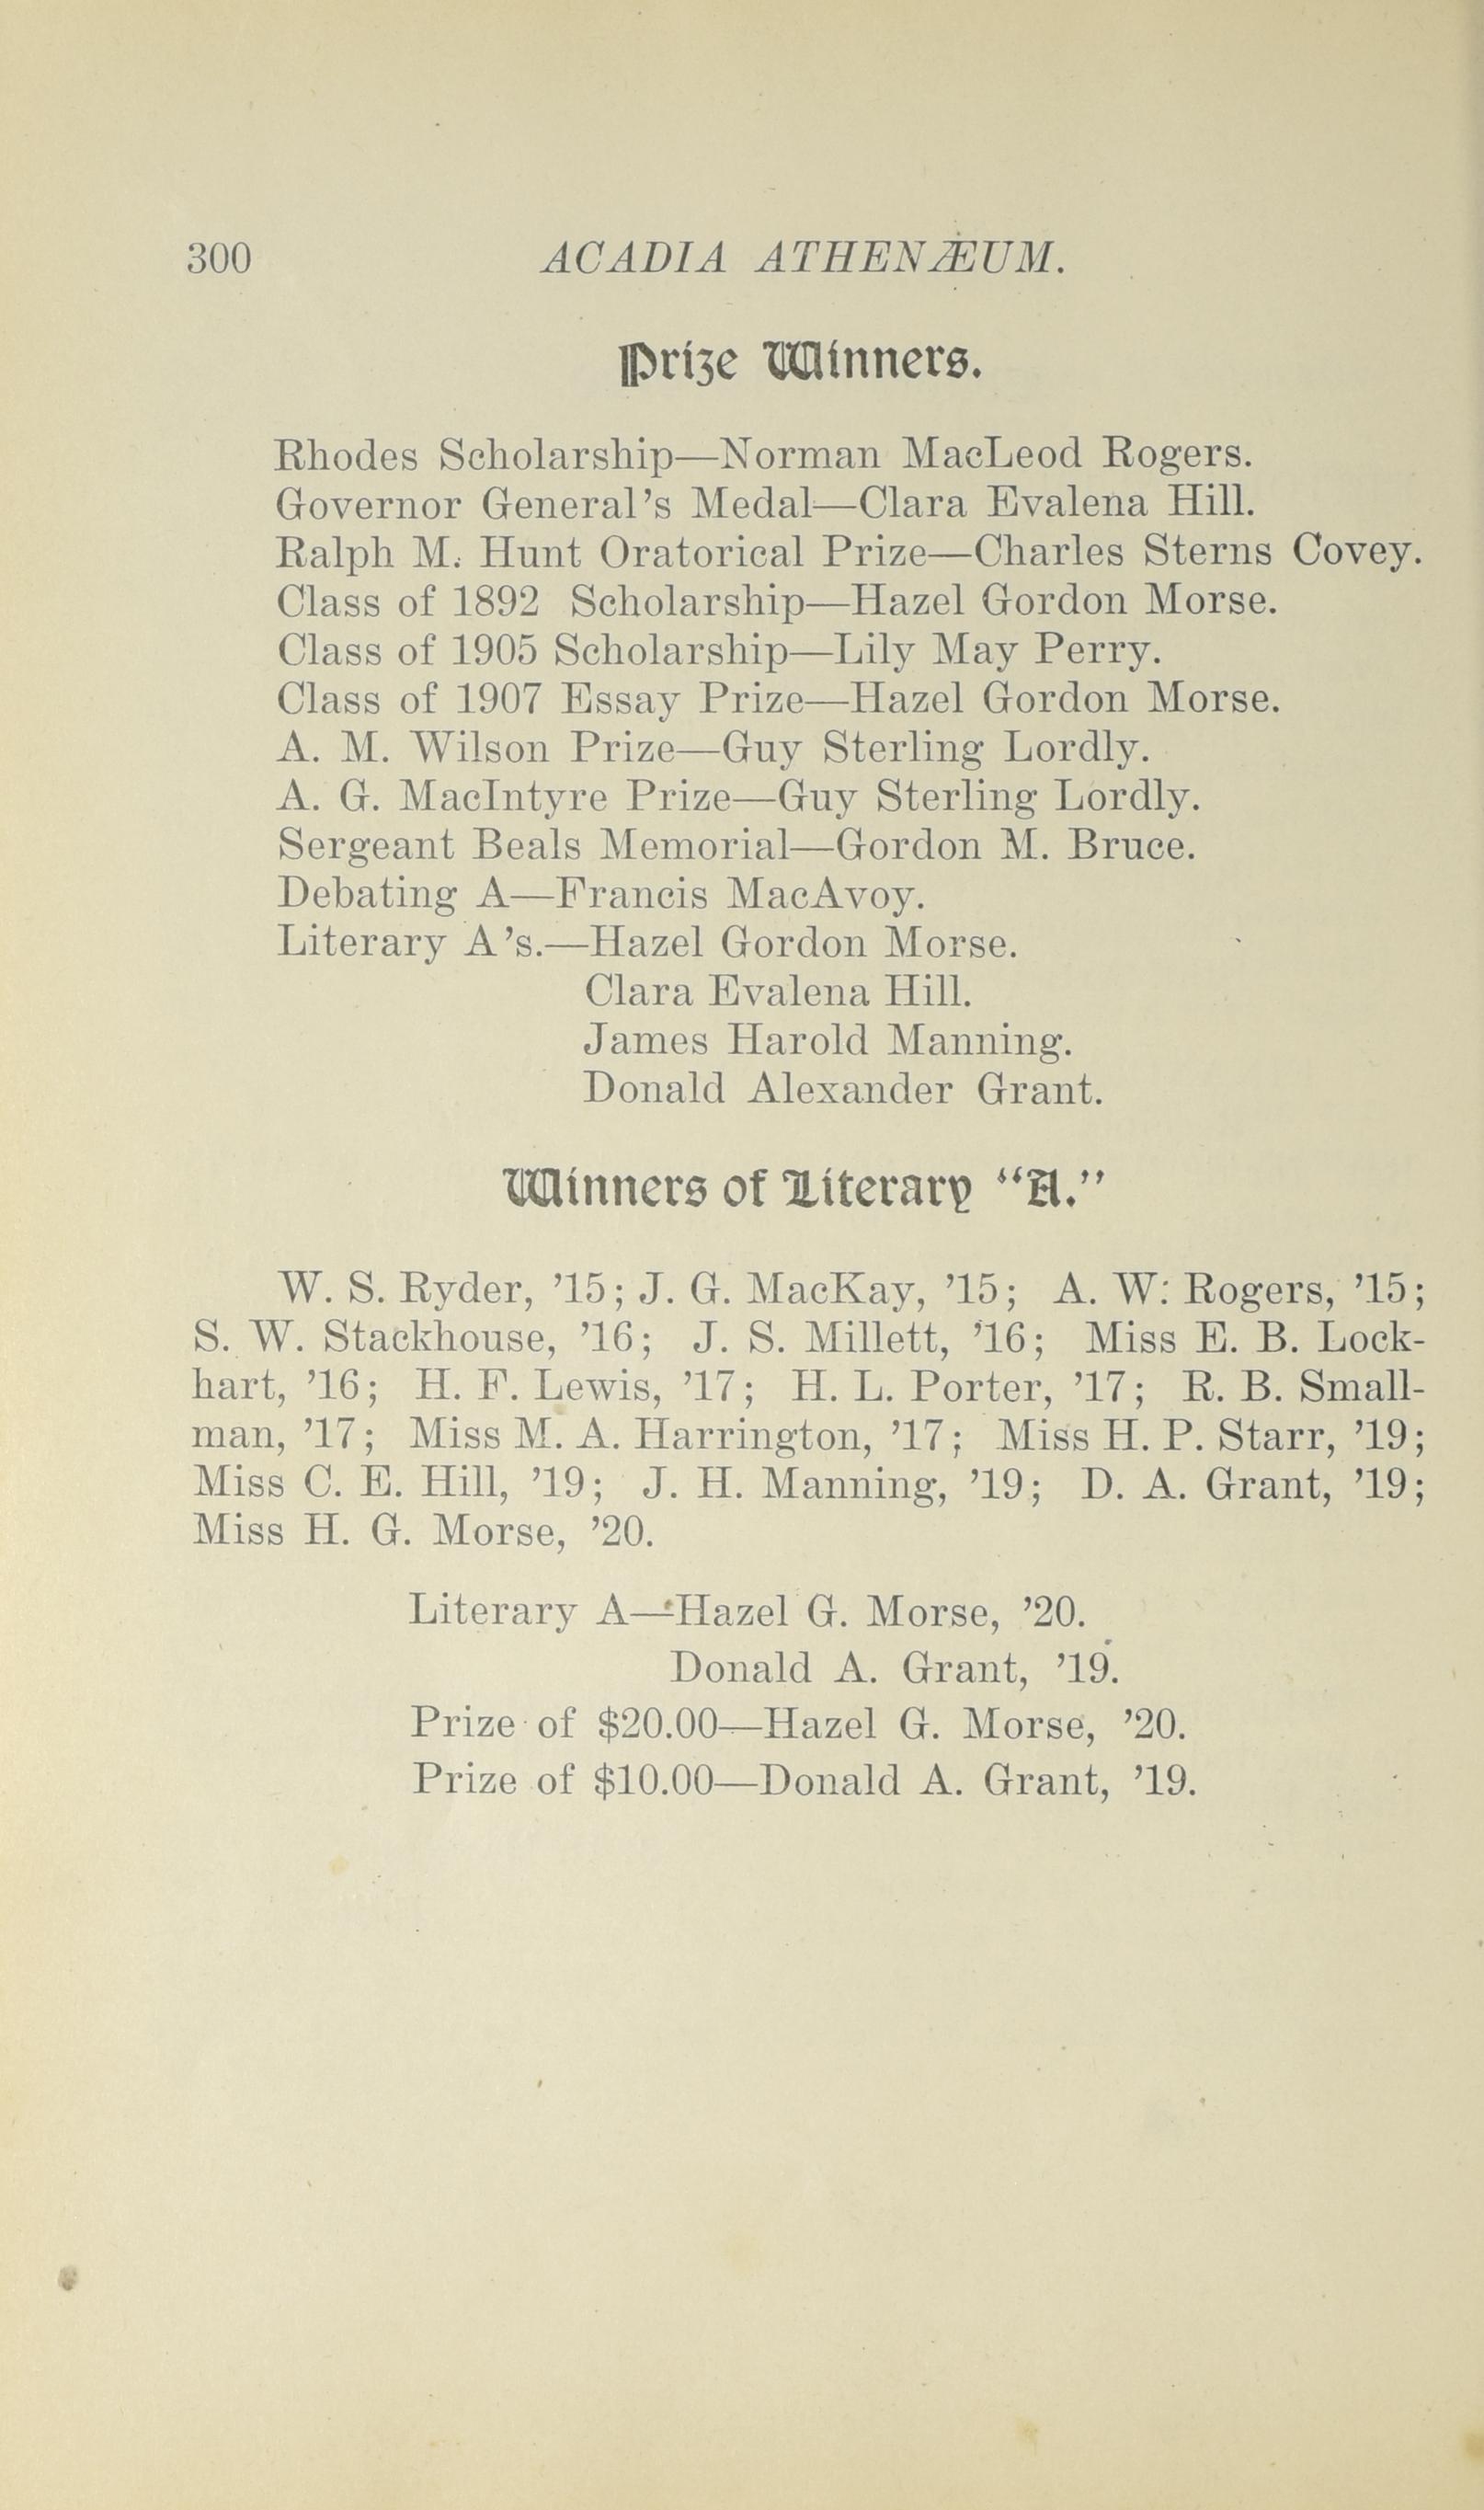 300 ACADIA ATHENÆUM.
Prize Winners.
Rhodes Scholarship—Norman MacLeod Rogers.
Governor General's Medal—Clara Evalena Hill.
Ralph M. Hunt Oratorical Prize—Charles Sterns Covey.
Class of 1892 Scholarship—Hazel Gordon Morse.
Class of 1905 Scholarship—Lily May Perry.
Class of 1907 Essay Prize—Hazel Gordon Morse.
A. M. Wilson Prize—Guy Sterling Lordly.
A. G. MacIntyre Prize—Guy Sterling Lordly.
Sergeant Beals Memorial—Gordon M. Bruce.
Debating A—Francis MacAvoy.
Literary A's.—Hazel Gordon Morse.
Clara Evalena Hill.
James Harold Manning.
Donald Alexander Grant.
Winners of Literary “A.”
W. S. Ryder, ’15; J. G. MacKay, ’15; A. W. Rogers, ’15;
S. W. Stackhouse, ’16; J. S. Millett, ’16; Miss E. B. Lock-
hart, ’16; H. F. Lewis, ’17; H. L. Porter, ’17; R. B. Small-
man, ’17; Miss M. A. Harrington, ’17; Miss H. P. Starr, ’19;
Miss C. E. Hill, ’19; J. H. Manning, ’19; D. A. Grant, ’19;
Miss H. G. Morse, ’20.
Literary A—Hazel G. Morse, ’20.
Donald A. Grant, ’19.
Prize of $20.00—Hazel G. Morse, ’20.
Prize of $10.00—Donald A. Grant, ’19.